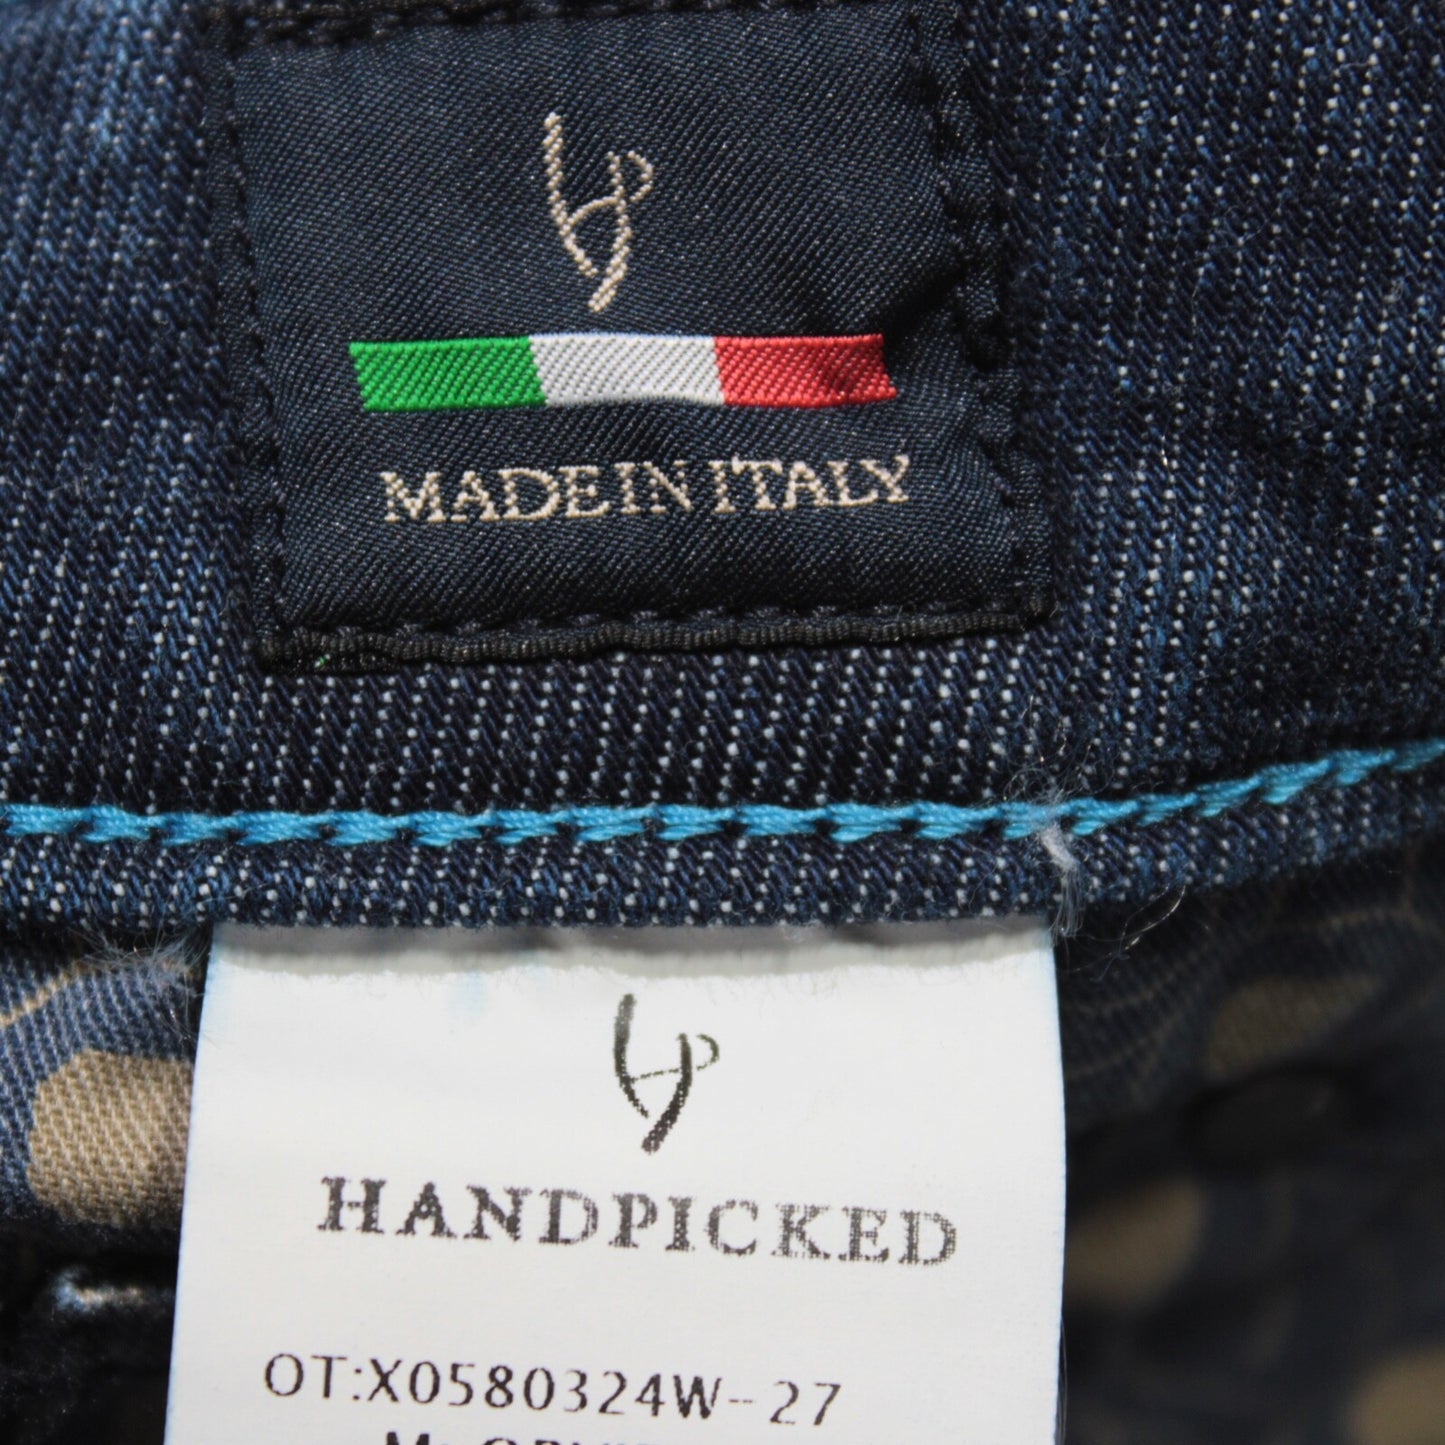 MADE IN ITALY
HANDPICKED
OT:X0580324W-27